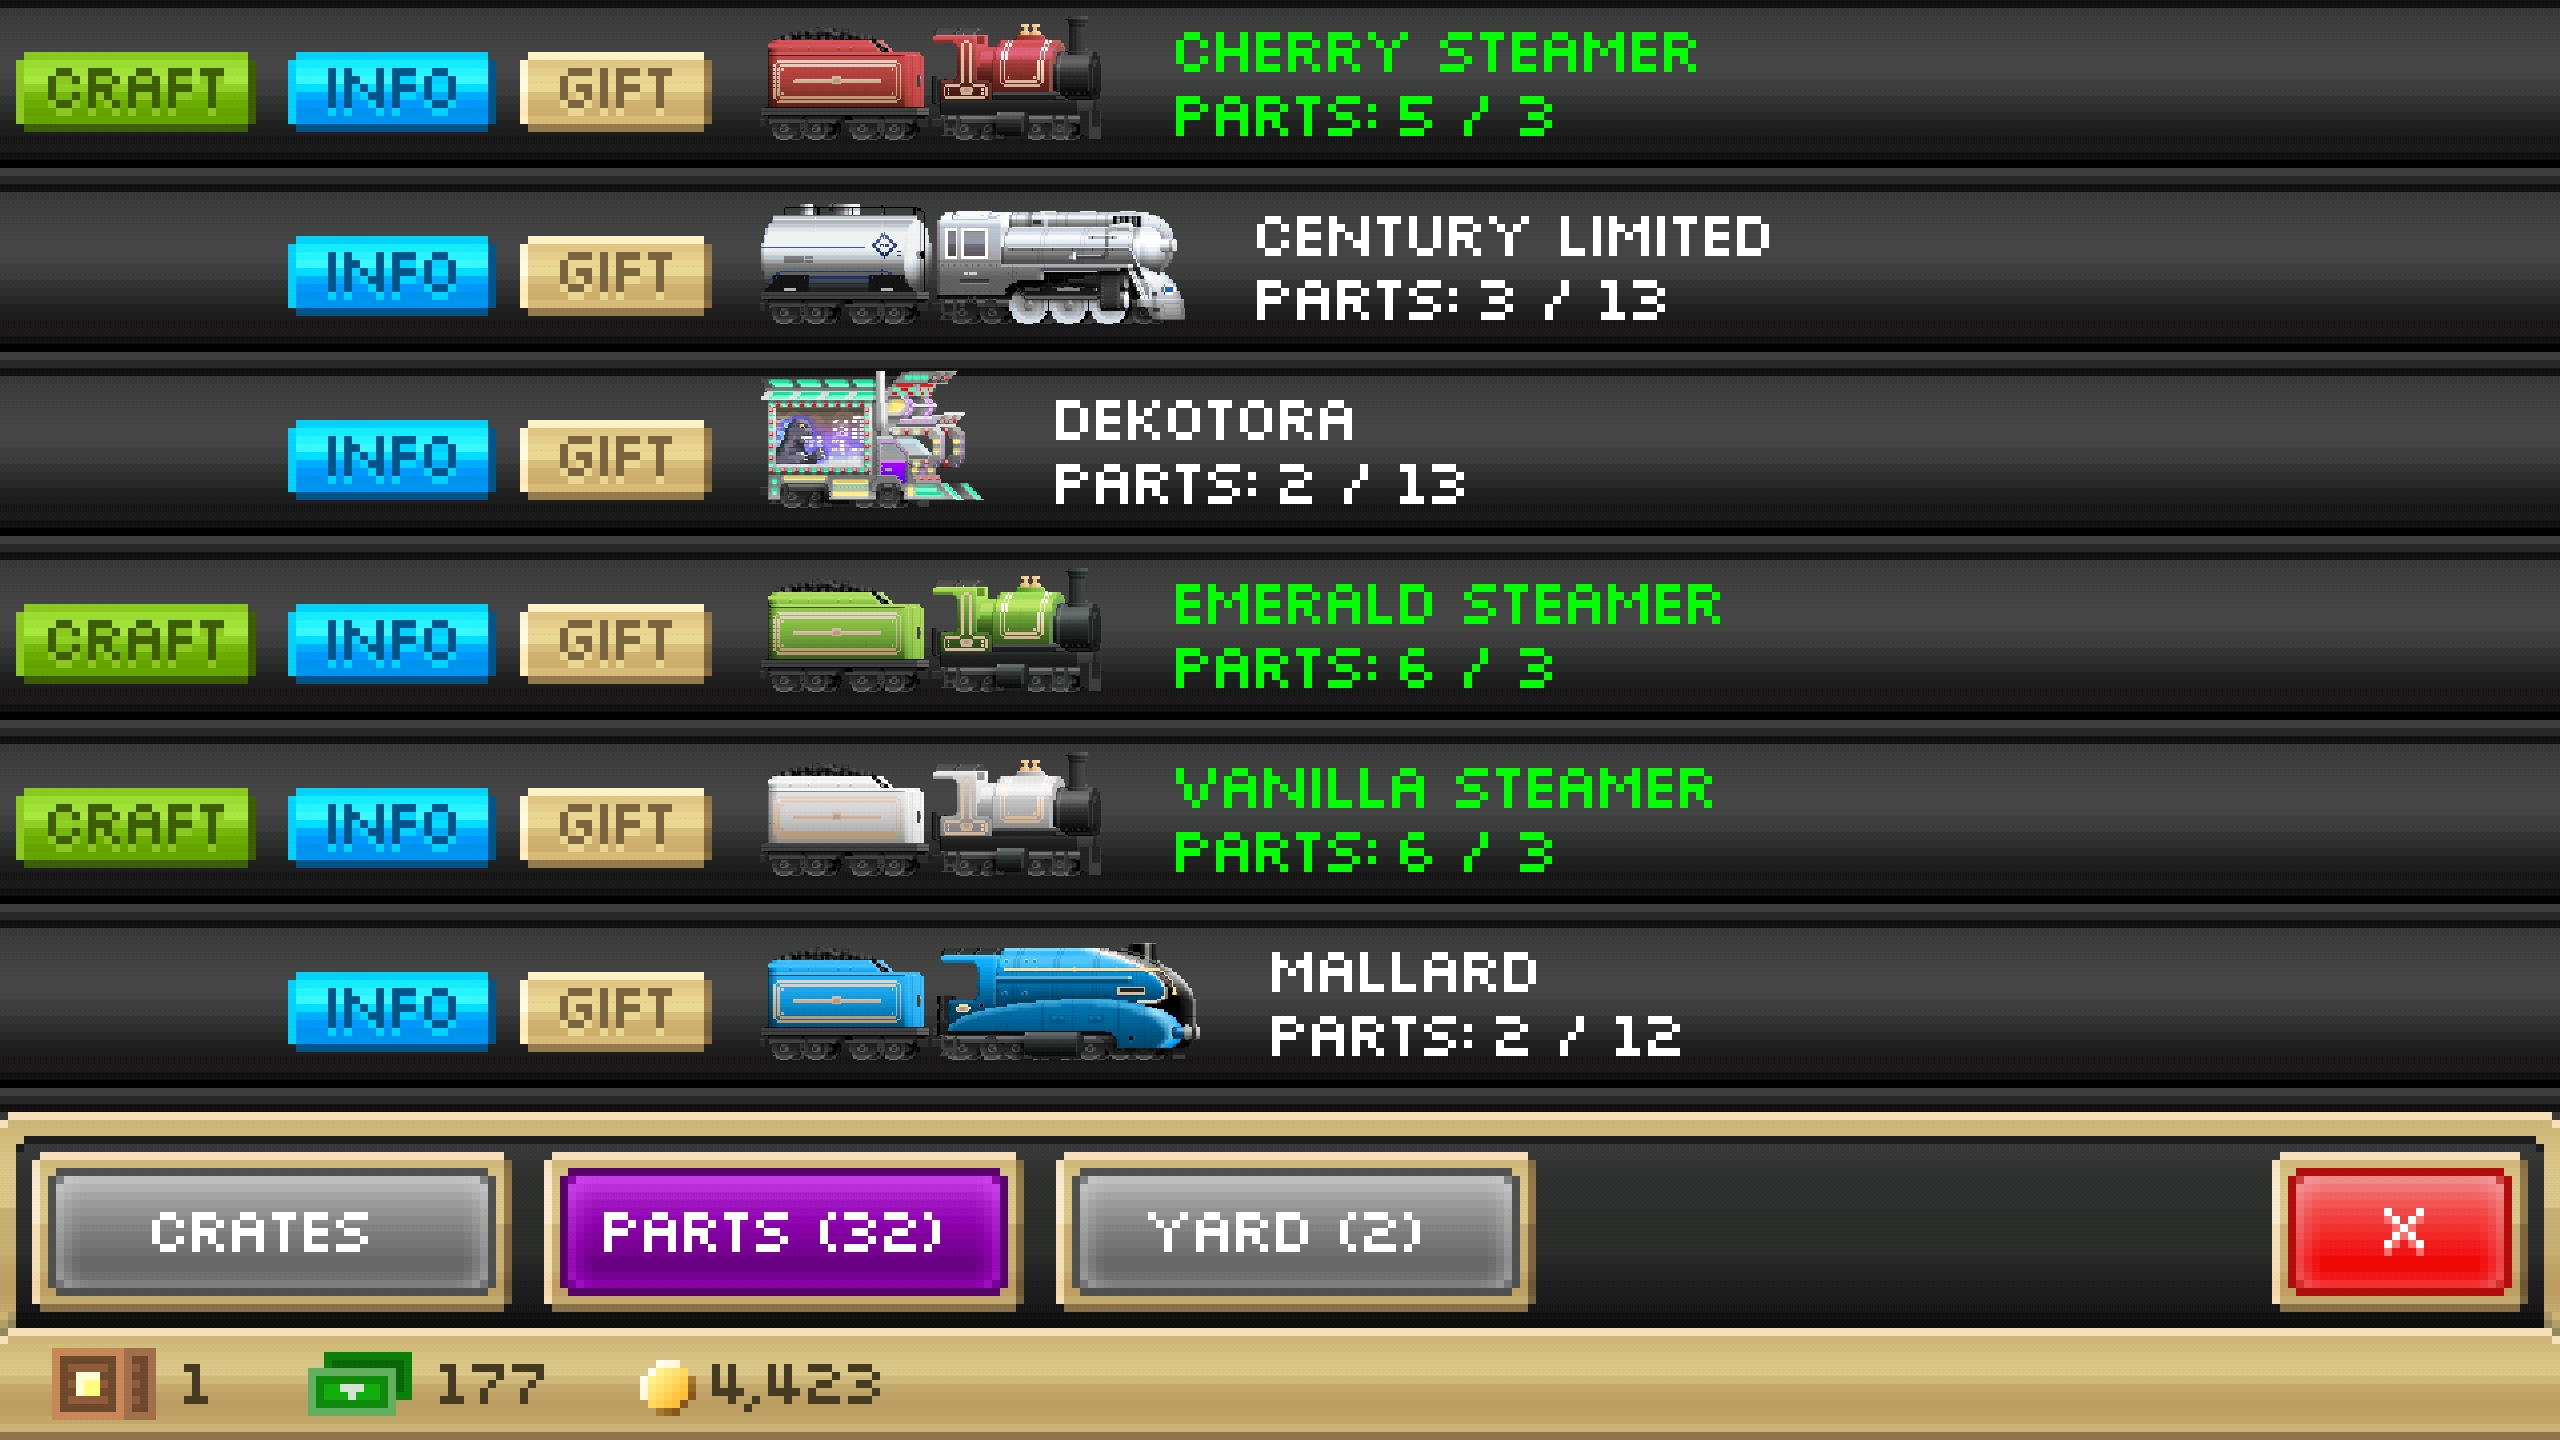 CRAFT INFO GIFT CHERRY STEAMER
PARTS: 5 / 3
INFO GIFT CENTURY LIMITED
PARTS: 3 / 13
INFO GIFT DEKOTORA
PARTS: 2 / 13
CRAFT INFO GIFT EMERALD STEAMER
PARTS: 6 / 3
CRAFT INFO GIFT VANILLA STEAMER
PARTS: 6 / 3
INFO GIFT MALLARD
PARTS: 2 / 12
CRATES PARTS (32) YARD (2) X
1 177 4,423